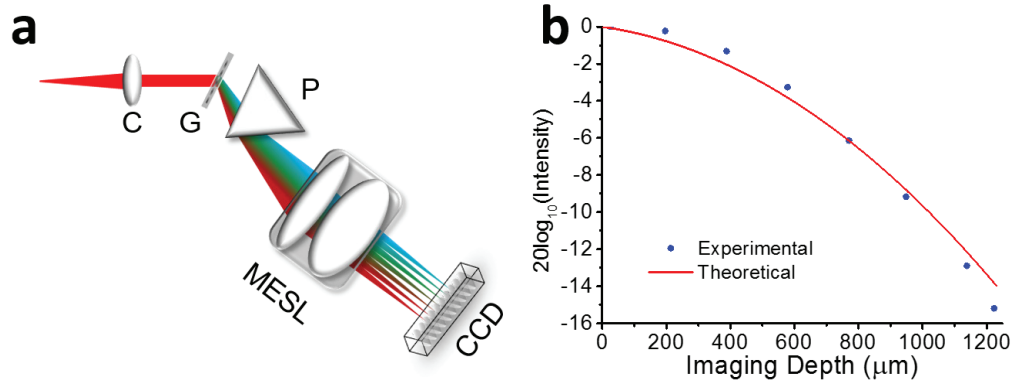 a
C
G
P
MESL
CCD
b
20log₁₀(Intensity)
0
-2
-4
-6
-8
-10
-12
-14
-16
Experimental
Theoretical
0 200 400 600 800 1000 1200
Imaging Depth (μm)